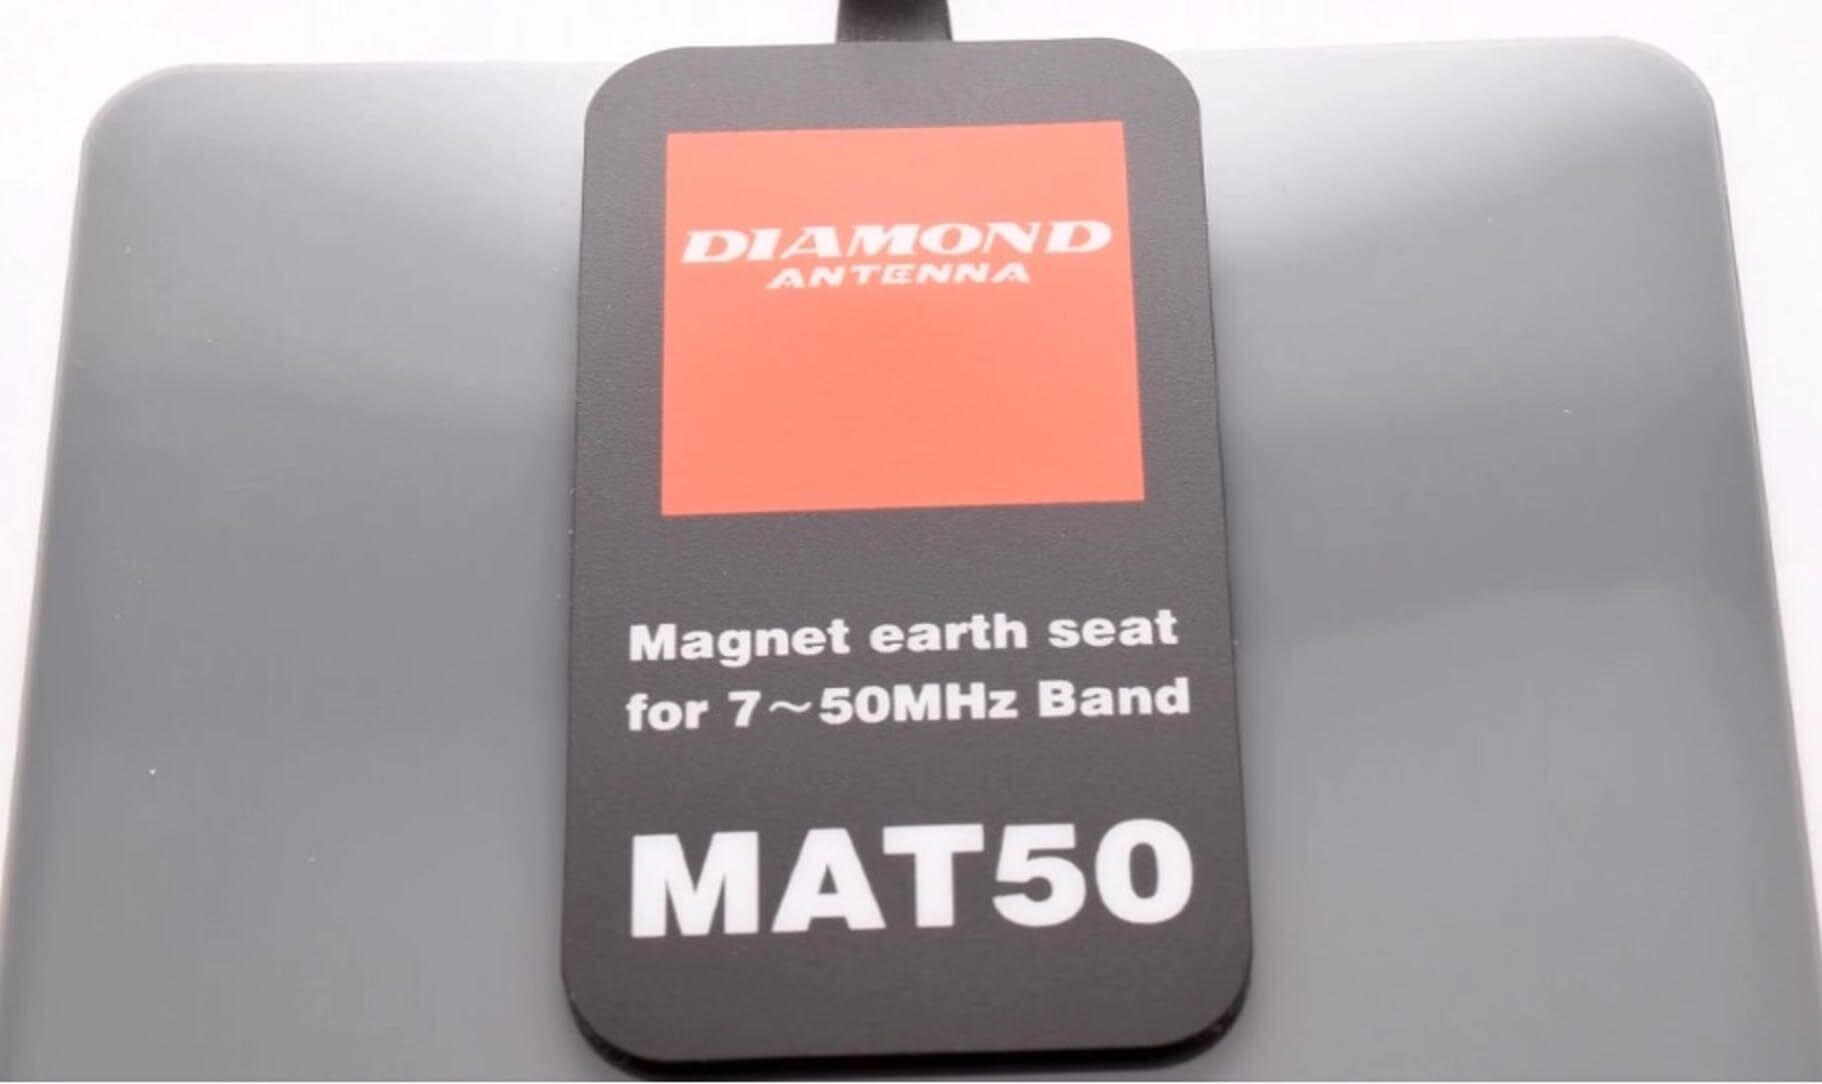 DIAMOND
ANTENNA
Magnet earth seat
for 7～50MHz Band
MAT50